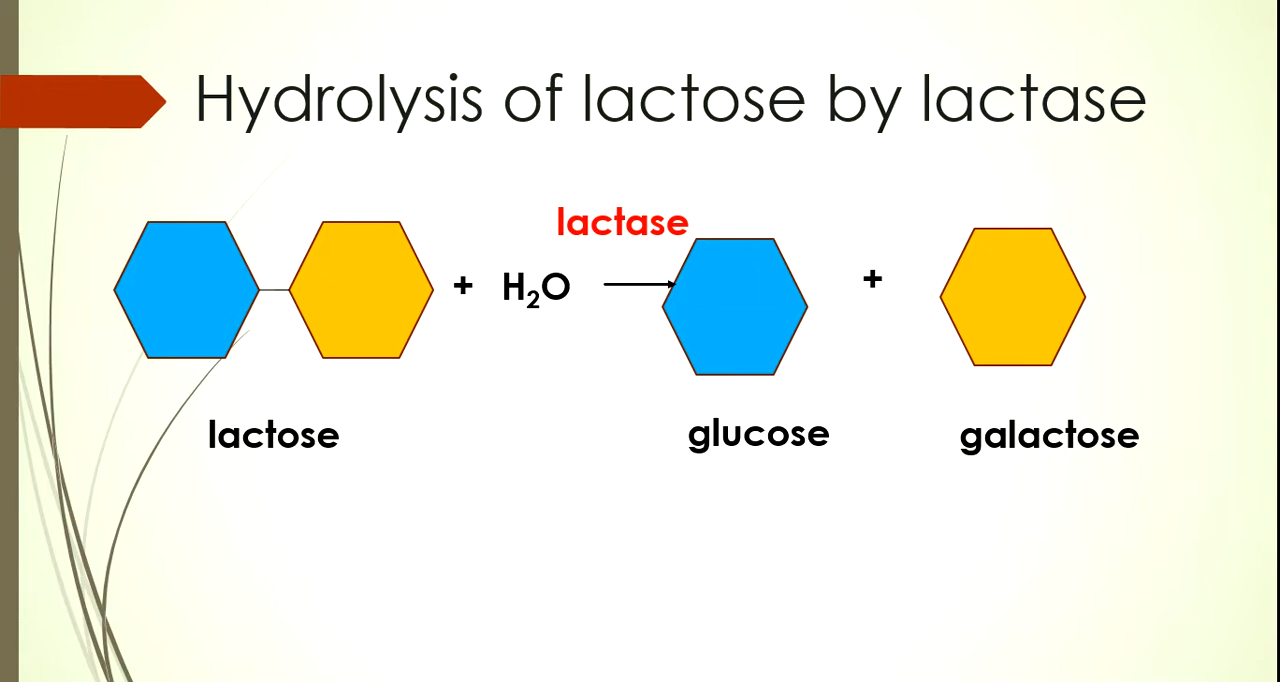 Hydrolysis of lactose by lactase
lactase
+ H₂O +
lactose glucose galactose